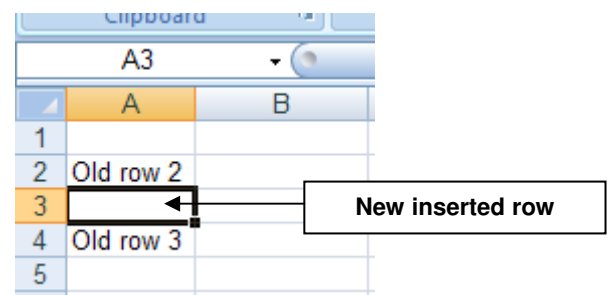 Clipboard
A3
A B
1
2 Old row 2
3 New inserted row
4 Old row 3
5